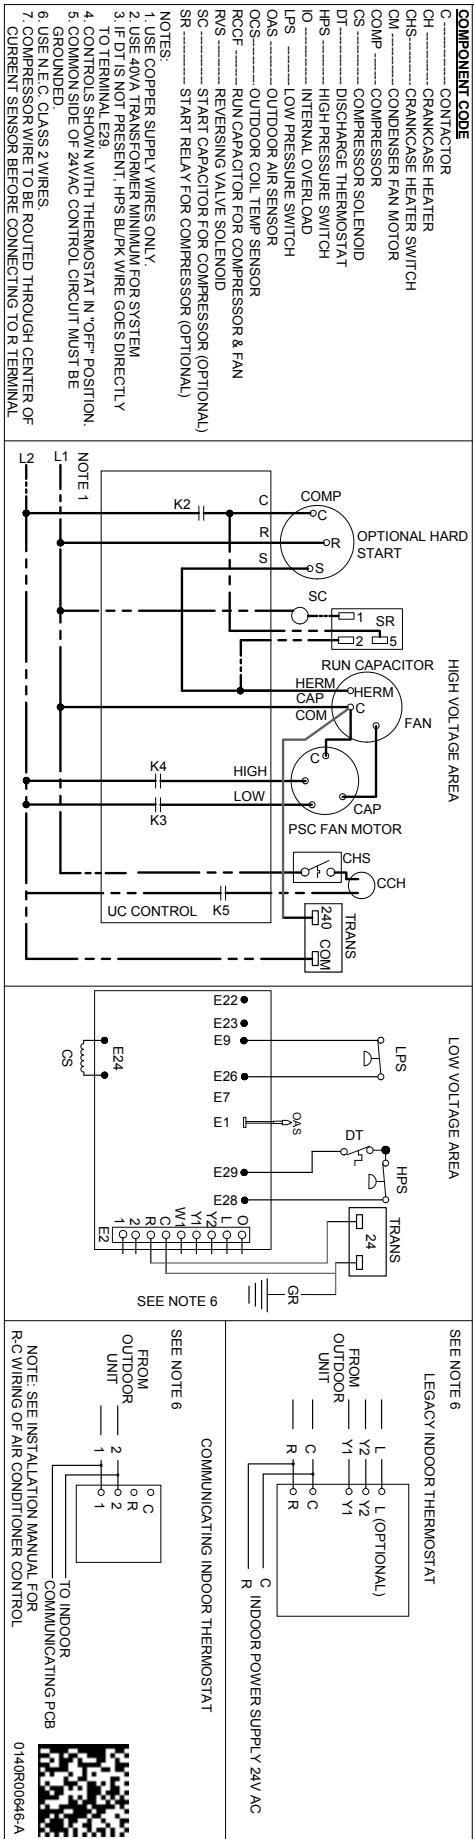 COMPONENT CODE
C ----------- CONTACTOR
CH --------- CRANKCASE HEATER
CHS------- CRANKCASE HEATER SWITCH
CM --------- CONDENSER FAN MOTOR
COMP ----- COMPRESSOR
CS --------- COMPRESSOR SOLENOID
DT --------- DISCHARGE THERMOSTAT
HPS -------- HIGH PRESSURE SWITCH
IO ----------- INTERNAL OVERLOAD
LPS -------- LOW PRESSURE SWITCH
OAS -------- OUTDOOR AIR SENSOR
OCS-------- OUTDOOR COIL TEMP SENSOR
RCCF ------ RUN CAPACITOR FOR COMPRESSOR & FAN
RVS -------- REVERSING VALVE SOLENOID
SC ---------- START CAPACITOR FOR COMPRESSOR (OPTIONAL)
SR ---------- START RELAY FOR COMPRESSOR (OPTIONAL)
NOTES:
1. USE COPPER SUPPLY WIRES ONLY.
2. USE 40VA TRANSFORMER MINIMUM FOR SYSTEM
3. IF DT IS NOT PRESENT, HPS BL/PK WIRE GOES DIRECTLY
TO TERMINAL E29.
4. CONTROLS SHOWN WITH THERMOSTAT IN "OFF" POSITION.
5. COMMON SIDE OF 24VAC CONTROL CIRCUIT MUST BE
GROUNDED.
6. USE N.E.C. CLASS 2 WIRES.
7. COMPRESSOR WIRE TO BE ROUTED THROUGH CENTER OF
CURRENT SENSOR BEFORE CONNECTING TO R TERMINAL
HIGH VOLTAGE AREA
L2
L1
NOTE 1
K2
C
R
S
COMP
C
R
S
OPTIONAL HARD
START
SC
1
SR
2
5
RUN CAPACITOR
HERM
CAP
COM
HERM
C
FAN
K4
HIGH
LOW
K3
C
CAP
PSC FAN MOTOR
CHS
CCH
UC CONTROL
K5
240
COM
TRANS
LOW VOLTAGE AREA
E22
E23
E9
E26
E7
E1
E29
E28
E24
CS
LPS
OAS
DT
HPS
TRANS
24
GR
E2
1
2
R
C
W1
Y1
Y2
L
O
SEE NOTE 6
SEE NOTE 6
LEGACY INDOOR THERMOSTAT
FROM
OUTDOOR
UNIT
L
L (OPTIONAL)
Y2
Y2
Y1
Y1
C
C
R
R
C
R
INDOOR POWER SUPPLY 24V AC
SEE NOTE 6
COMMUNICATING INDOOR THERMOSTAT
FROM
OUTDOOR
UNIT
C
R
2
2
1
1
TO INDOOR
COMMUNICATING PCB
NOTE: SEE INSTALLATION MANUAL FOR
R-C WIRING OF AIR CONDITIONER CONTROL
0140R00646-A